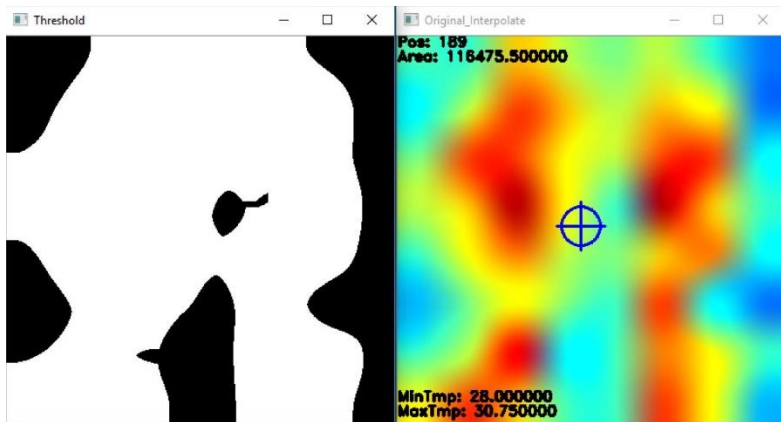 Threshold
Original_Interpolate
Pos: 189
Area: 116475.500000
MinTmp: 28.000000
MaxTmp: 30.750000